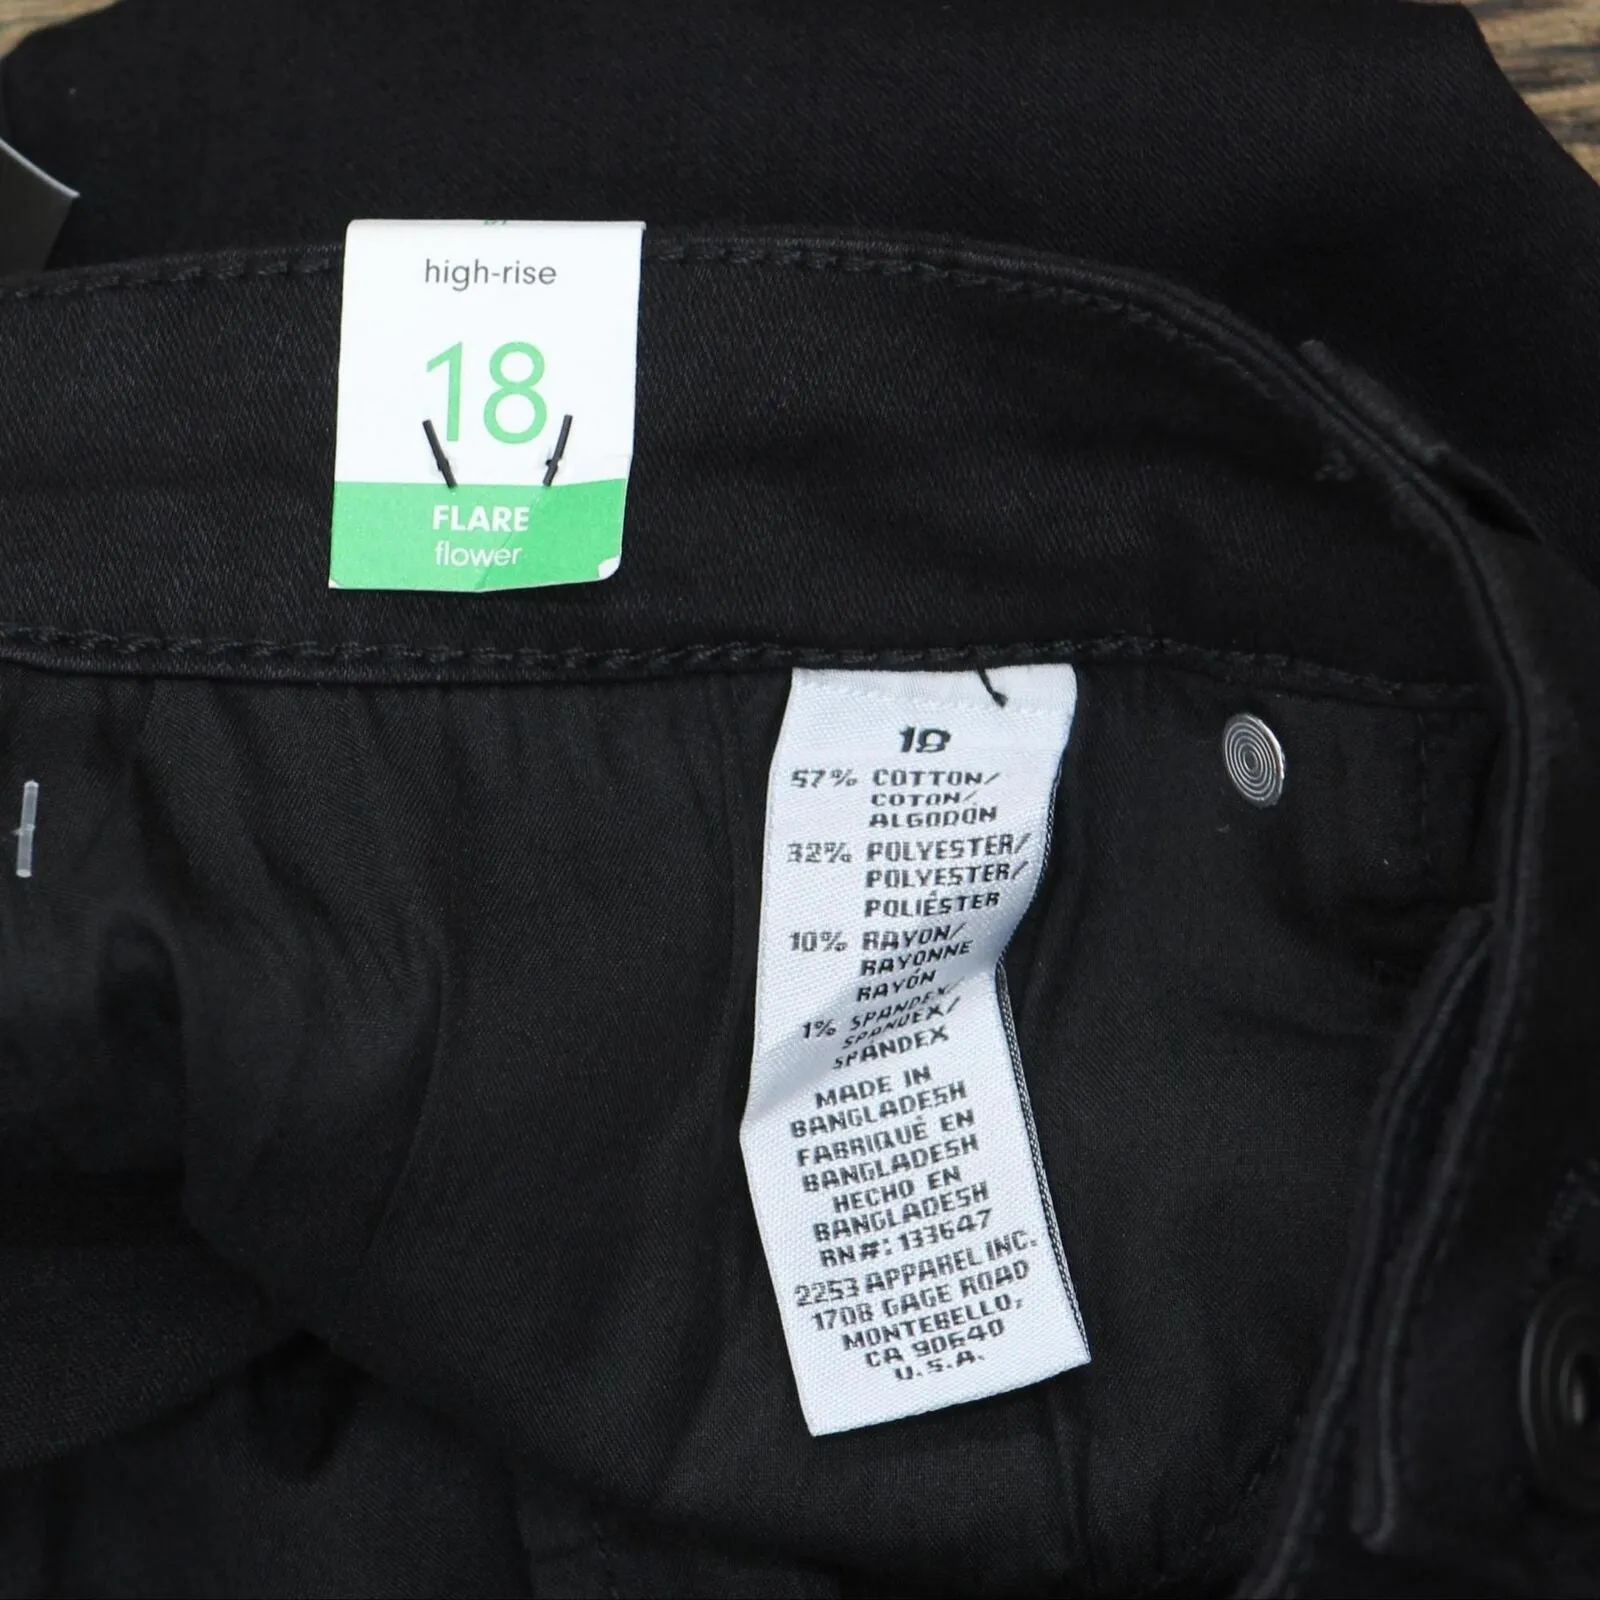 high-rise
18
FLARE
flower
18
57% COTTON/
COTON/
ALGODÓN
32% POLYESTER/
POLYESTER/
POLIÉSTER
10% RAYON/
RAYONNE
RAYÓN
1% SPANDEX/
SPANDEX/
SPANDEX
MADE IN
BANGLADESH
FABRIQUÉ EN
BANGLADESH
HECHO EN
BANGLADESH
RN#: 133647
2253 APPAREL INC.
1708 GAGE ROAD
MONTEBELLO,
CA 90640
U.S.A.